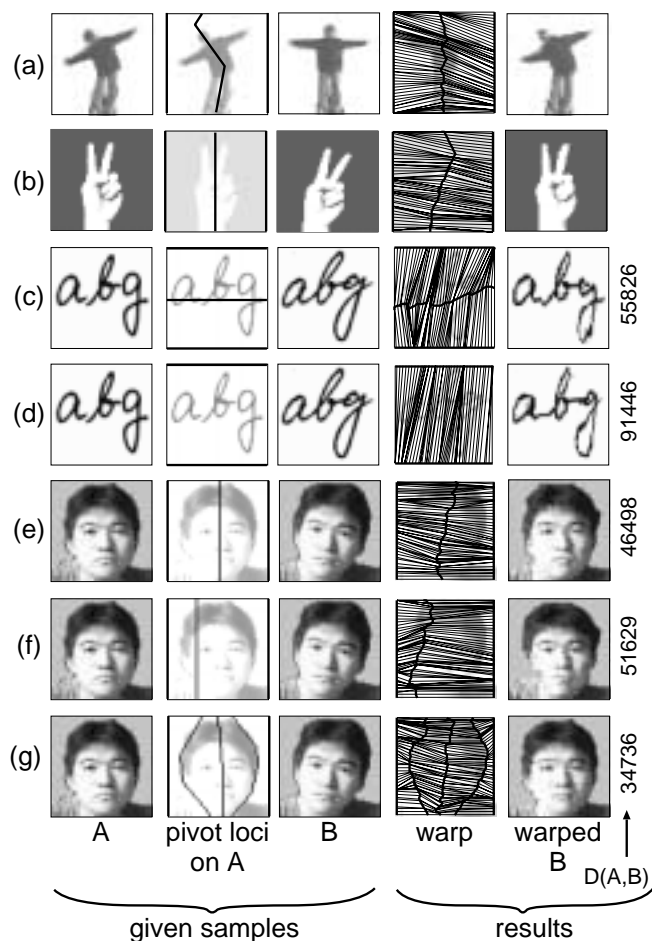 (a)
(b)
(c) abg abg abg abg 55826
(d) abg abg abg abg 91446
(e) 46498
(f) 51629
(g) 34736
A pivot loci on A B warp warped B D(A,B)
given samples results